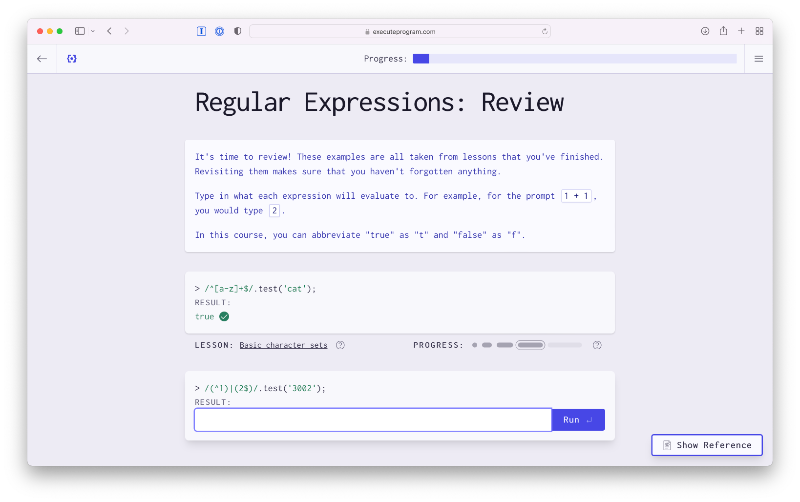 executeprogram.com
Progress:
Regular Expressions: Review
It's time to review! These examples are all taken from lessons that you've finished.
Revisiting them makes sure that you haven't forgotten anything.
Type in what each expression will evaluate to. For example, for the prompt 1 + 1,
you would type 2.
In this course, you can abbreviate "true" as "t" and "false" as "f".
> /^[a-z]+$/.test('cat');
RESULT:
true
LESSON: Basic character sets ? PROGRESS: ?
> /(^1)|(2$)/.test('3002');
RESULT:
Run
Show Reference